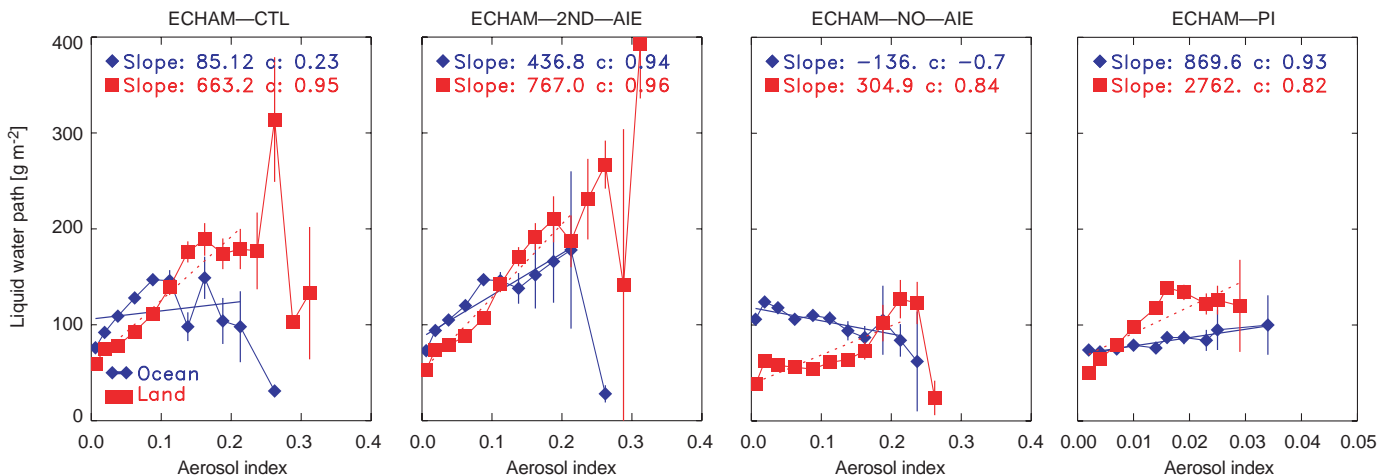 ECHAM—CTL ECHAM—2ND—AIE ECHAM—NO—AIE ECHAM—PI
Liquid water path [g m-2]
400
300
200
100
0
Slope: 85.12 c: 0.23
Slope: 663.2 c: 0.95
Ocean
Land
0.0 0.1 0.2 0.3 0.4
Aerosol index
Slope: 436.8 c: 0.94
Slope: 767.0 c: 0.96
0.0 0.1 0.2 0.3 0.4
Aerosol index
Slope: −136. c: −0.7
Slope: 304.9 c: 0.84
0.0 0.1 0.2 0.3 0.4
Aerosol index
Slope: 869.6 c: 0.93
Slope: 2762. c: 0.82
0.00 0.01 0.02 0.03 0.04 0.05
Aerosol index